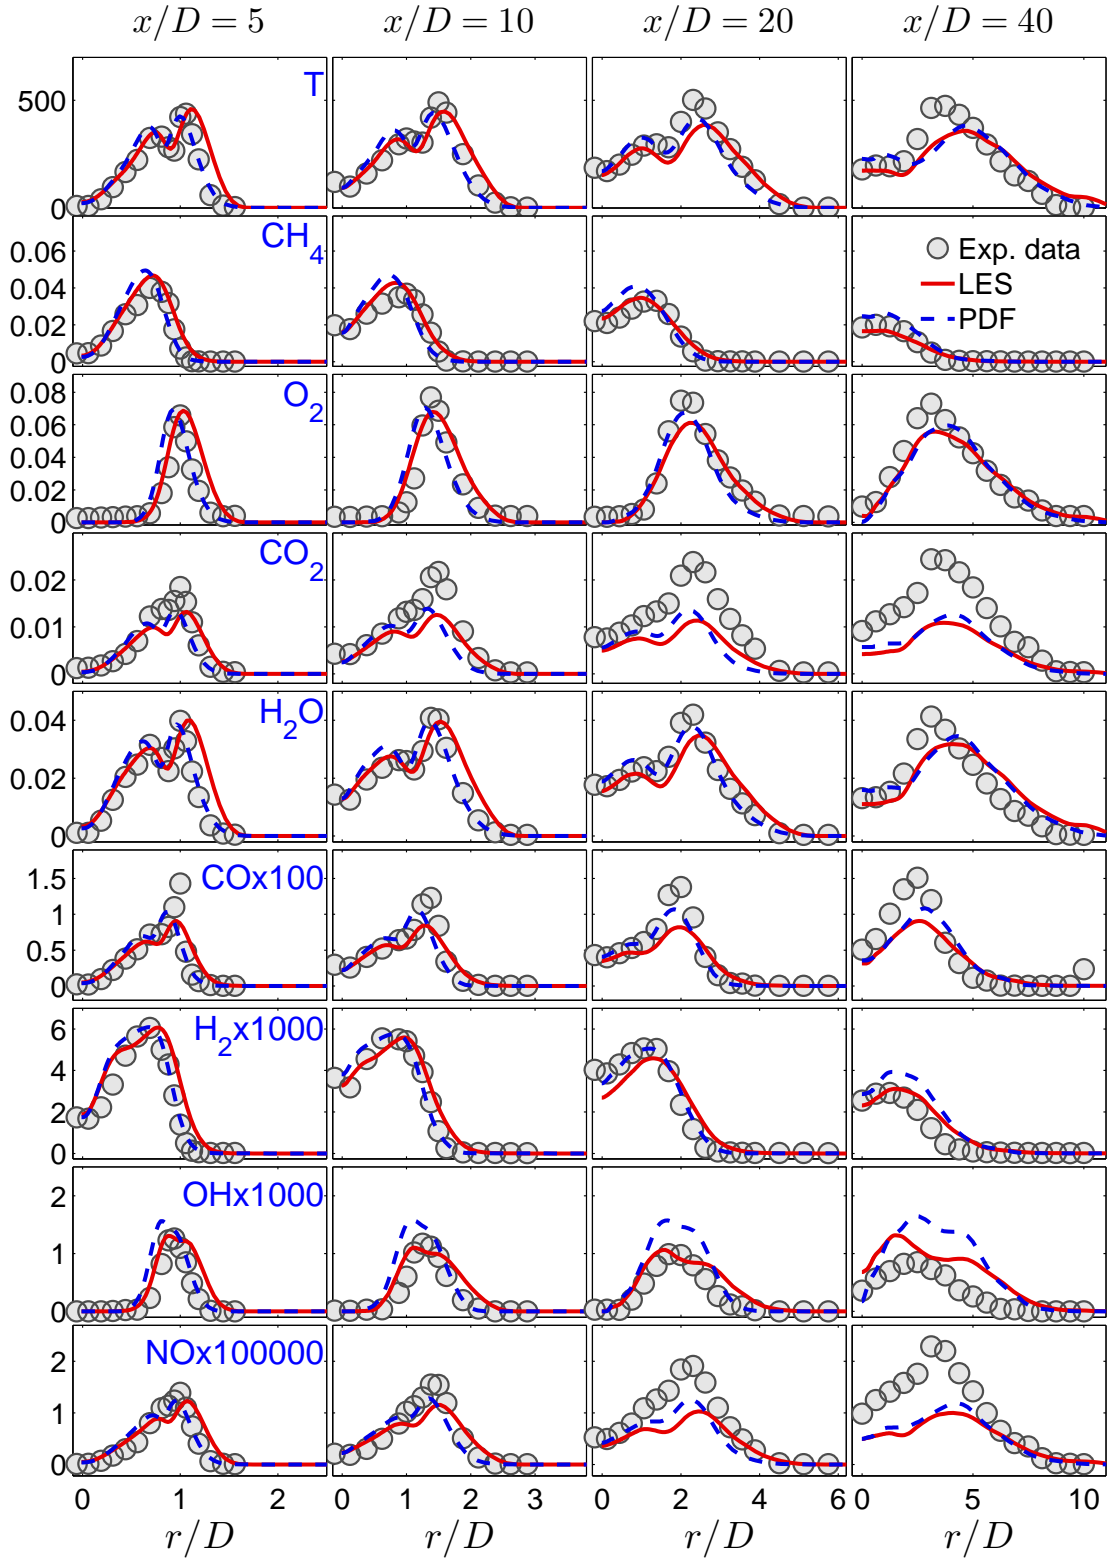 x/D = 5 x/D = 10 x/D = 20 x/D = 40
T
500
0
CH4
0.06
0.04
0.02
0
Exp. data
LES
PDF
O2
0.08
0.06
0.04
0.02
0
CO2
0.02
0.01
0
H2O
0.04
0.02
0
COx100
1.5
1
0.5
0
H2x1000
6
4
2
0
OHx1000
2
1
0
NOx100000
2
1
0
0 1 2 0 1 2 3 0 2 4 6 0 5 10
r/D r/D r/D r/D